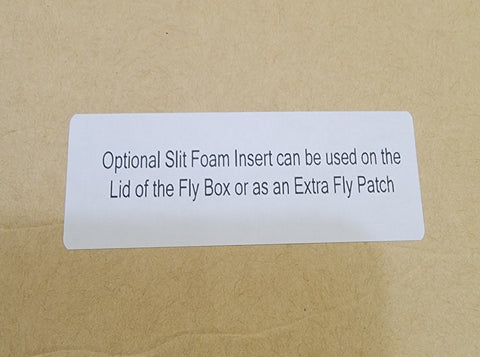 Optional Slit Foam Insert can be used on the
Lid of the Fly Box or as an Extra Fly Patch